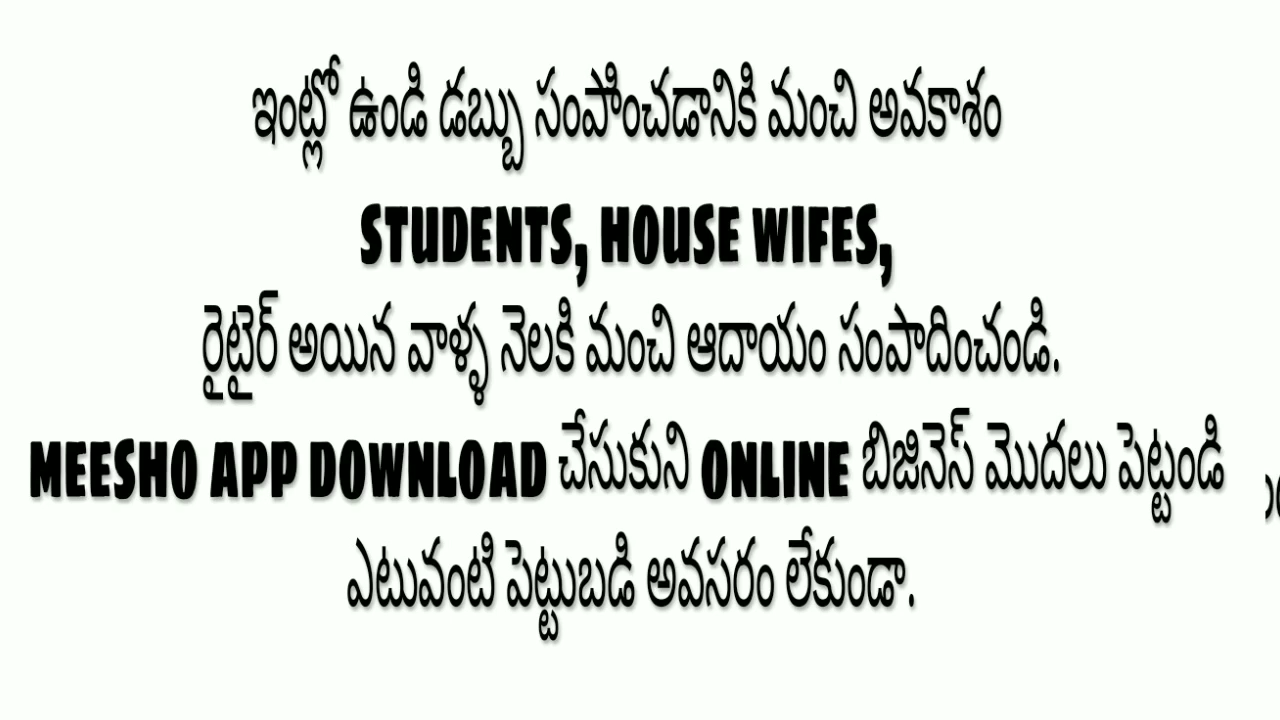 ఇంట్లో ఉండి డబ్బు సంపాించడానికి మంచి అవకాశం
STUDENTS, HOUSE WIFES,
రైటైర్ అయిన వాళ్ళ నెలకి మంచి ఆదాయం సంపాదించండి.
MEESHO APP DOWNLOAD చేసుకుని ONLINE బిజినెస్ మొదలు పెట్టండి
ఎటువంటి పెట్టుబడి అవసరం లేకుండా.